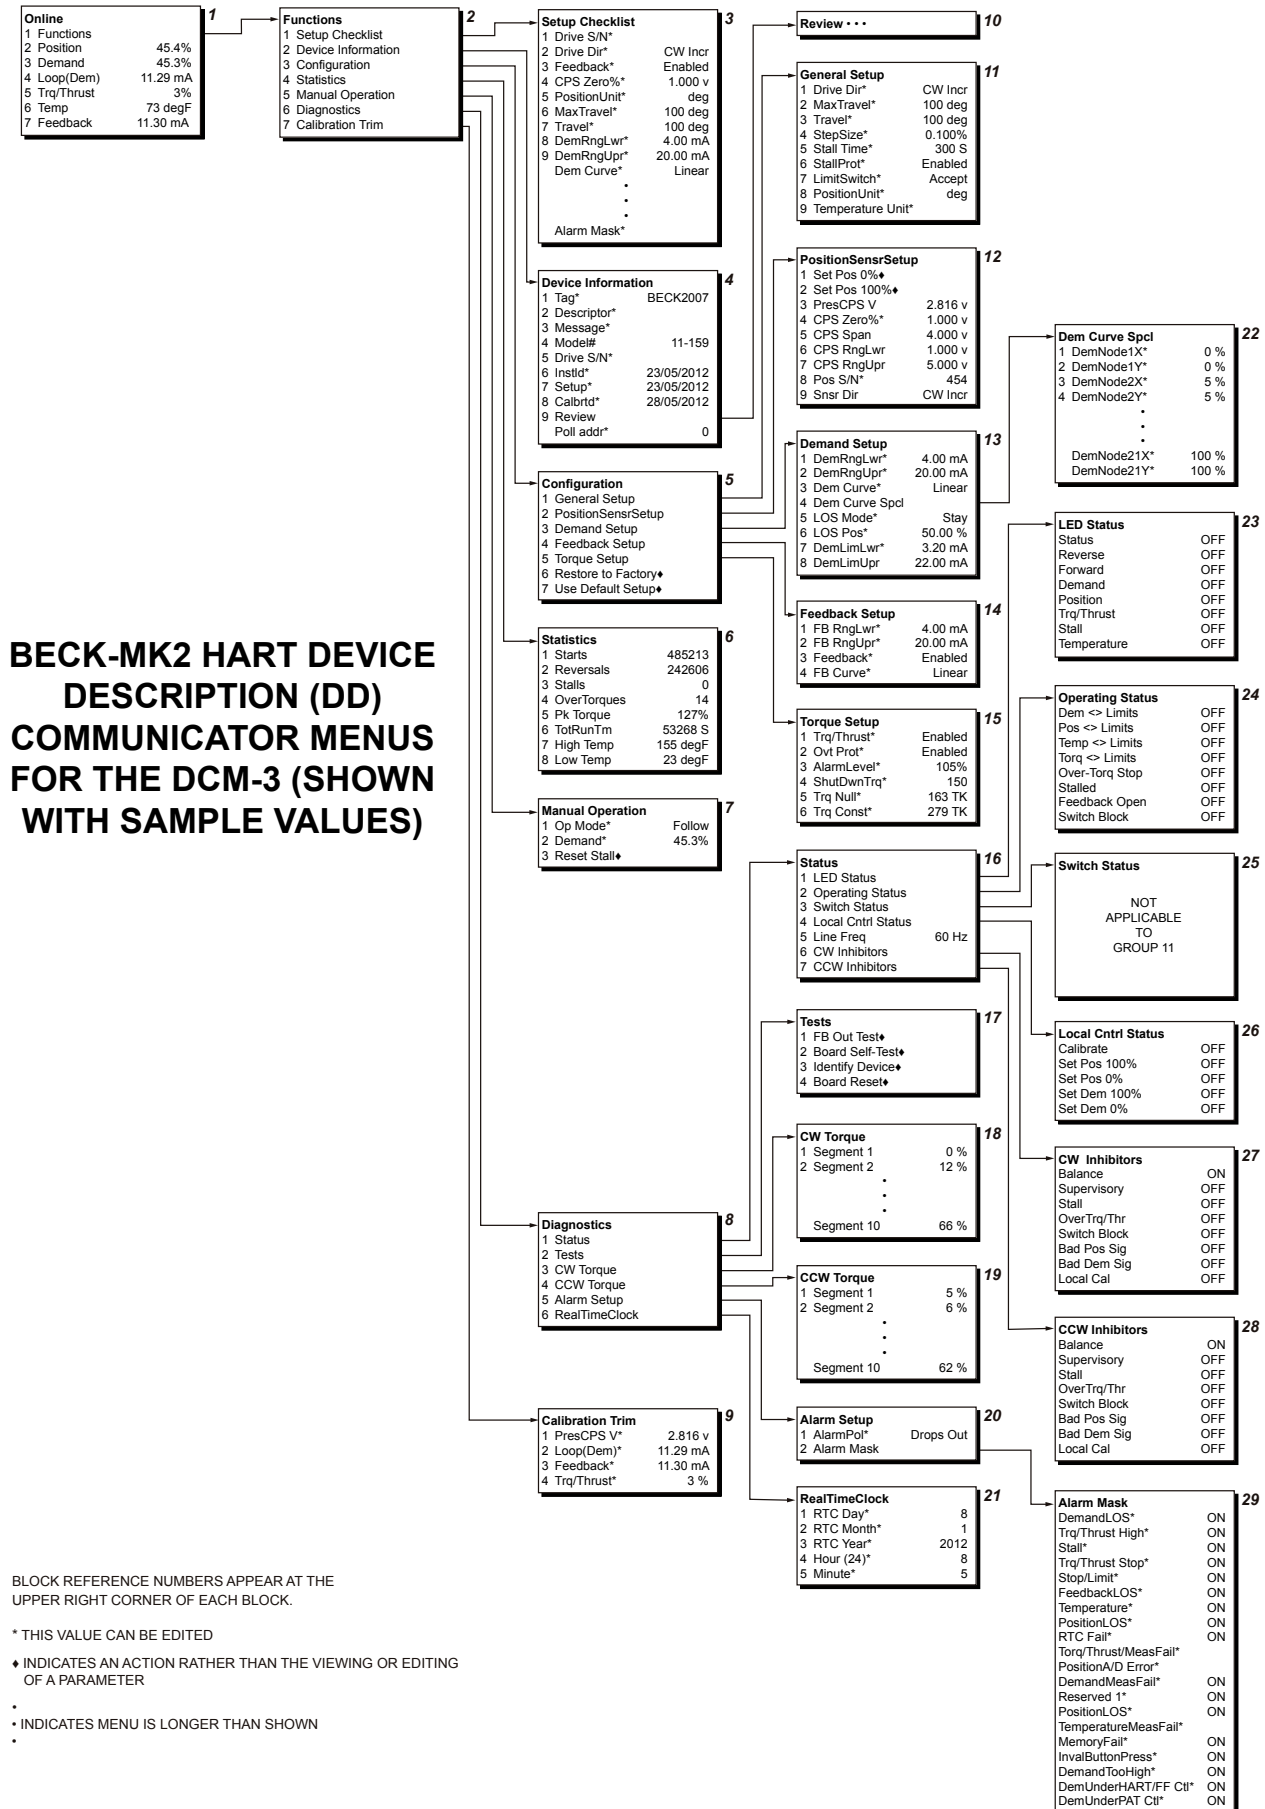 Online 1
1 Functions
2 Position 45.4%
3 Demand 45.3%
4 Loop(Dem) 11.29 mA
5 Trq/Thrust 3%
6 Temp 73 degF
7 Feedback 11.30 mA
Functions 2
1 Setup Checklist
2 Device Information
3 Configuration
4 Statistics
5 Manual Operation
6 Diagnostics
7 Calibration Trim
Setup Checklist 3
1 Drive S/N*
2 Drive Dir* CW Incr
3 Feedback* Enabled
4 CPS Zero%* 1.000 v
5 PositionUnit* deg
6 MaxTravel* 100 deg
7 Travel* 100 deg
8 DemRngLwr* 4.00 mA
9 DemRngUpr* 20.00 mA
Dem Curve* Linear
•
•
•
Alarm Mask*
Device Information 4
1 Tag* BECK2007
2 Descriptor*
3 Message*
4 Model# 11-159
5 Drive S/N*
6 Instld* 23/05/2012
7 Setup* 23/05/2012
8 Calbrtd* 28/05/2012
9 Review
Poll addr* 0
Configuration 5
1 General Setup
2 PositionSensrSetup
3 Demand Setup
4 Feedback Setup
5 Torque Setup
6 Restore to Factory♦
7 Use Default Setup♦
Statistics 6
1 Starts 485213
2 Reversals 242606
3 Stalls 0
4 OverTorques 14
5 Pk Torque 127%
6 TotRunTm 53268 S
7 High Temp 155 degF
8 Low Temp 23 degF
Manual Operation 7
1 Op Mode* Follow
2 Demand* 45.3%
3 Reset Stall♦
Diagnostics 8
1 Status
2 Tests
3 CW Torque
4 CCW Torque
5 Alarm Setup
6 RealTimeClock
Calibration Trim 9
1 PresCPS V* 2.816 v
2 Loop(Dem)* 11.29 mA
3 Feedback* 11.30 mA
4 Trq/Thrust* 3 %
Review • • • 10
General Setup 11
1 Drive Dir* CW Incr
2 MaxTravel* 100 deg
3 Travel* 100 deg
4 StepSize* 0.100%
5 Stall Time* 300 S
6 StallProt* Enabled
7 LimitSwitch* Accept
8 PositionUnit* deg
9 Temperature Unit*
PositionSensrSetup 12
1 Set Pos 0%♦
2 Set Pos 100%♦
3 PresCPS V 2.816 v
4 CPS Zero%* 1.000 v
5 CPS Span 4.000 v
6 CPS RngLwr 1.000 v
7 CPS RngUpr 5.000 v
8 Pos S/N* 454
9 Snsr Dir CW Incr
Demand Setup 13
1 DemRngLwr* 4.00 mA
2 DemRngUpr* 20.00 mA
3 Dem Curve* Linear
4 Dem Curve Spcl
5 LOS Mode* Stay
6 LOS Pos* 50.00 %
7 DemLimLwr* 3.20 mA
8 DemLimUpr 22.00 mA
Feedback Setup 14
1 FB RngLwr* 4.00 mA
2 FB RngUpr* 20.00 mA
3 Feedback* Enabled
4 FB Curve* Linear
Torque Setup 15
1 Trq/Thrust* Enabled
2 Ovt Prot* Enabled
3 AlarmLevel* 105%
4 ShutDwnTrq* 150
5 Trq Null* 163 TK
6 Trq Const* 279 TK
Status 16
1 LED Status
2 Operating Status
3 Switch Status
4 Local Cntrl Status
5 Line Freq 60 Hz
6 CW Inhibitors
7 CCW Inhibitors
Tests 17
1 FB Out Test♦
2 Board Self-Test♦
3 Identify Device♦
4 Board Reset♦
CW Torque 18
1 Segment 1 0 %
2 Segment 2 12 %
•
•
•
Segment 10 66 %
CCW Torque 19
1 Segment 1 5 %
2 Segment 2 6 %
•
•
•
Segment 10 62 %
Alarm Setup 20
1 AlarmPol* Drops Out
2 Alarm Mask
RealTimeClock 21
1 RTC Day* 8
2 RTC Month* 1
3 RTC Year* 2012
4 Hour (24)* 8
5 Minute* 5
Dem Curve Spcl 22
1 DemNode1X* 0 %
2 DemNode1Y* 0 %
3 DemNode2X* 5 %
4 DemNode2Y* 5 %
•
•
•
DemNode21X* 100 %
DemNode21Y* 100 %
LED Status 23
Status OFF
Reverse OFF
Forward OFF
Demand OFF
Position OFF
Trq/Thrust OFF
Stall OFF
Temperature OFF
Operating Status 24
Dem <> Limits OFF
Pos <> Limits OFF
Temp <> Limits OFF
Torq <> Limits OFF
Over-Torq Stop OFF
Stalled OFF
Feedback Open OFF
Switch Block OFF
Switch Status 25
NOT
APPLICABLE
TO
GROUP 11
Local Cntrl Status 26
Calibrate OFF
Set Pos 100% OFF
Set Pos 0% OFF
Set Dem 100% OFF
Set Dem 0% OFF
CW Inhibitors 27
Balance ON
Supervisory OFF
Stall OFF
OverTrq/Thr OFF
Switch Block OFF
Bad Pos Sig OFF
Bad Dem Sig OFF
Local Cal OFF
CCW Inhibitors 28
Balance ON
Supervisory OFF
Stall OFF
OverTrq/Thr OFF
Switch Block OFF
Bad Pos Sig OFF
Bad Dem Sig OFF
Local Cal OFF
Alarm Mask 29
DemandLOS* ON
Trq/Thrust High* ON
Stall* ON
Trq/Thrust Stop* ON
Stop/Limit* ON
FeedbackLOS* ON
Temperature* ON
PositionLOS* ON
RTC Fail* ON
Torq/Thrust/MeasFail*
PositionA/D Error*
DemandMeasFail* ON
Reserved 1* ON
PositionLOS* ON
TemperatureMeasFail*
MemoryFail* ON
InvalButtonPress* ON
DemandTooHigh* ON
DemUnderHART/FF Ctl* ON
DemUnderPAT Ctl* ON
BECK-MK2 HART DEVICE
DESCRIPTION (DD)
COMMUNICATOR MENUS
FOR THE DCM-3 (SHOWN
WITH SAMPLE VALUES)
BLOCK REFERENCE NUMBERS APPEAR AT THE
UPPER RIGHT CORNER OF EACH BLOCK.
* THIS VALUE CAN BE EDITED
♦ INDICATES AN ACTION RATHER THAN THE VIEWING OR EDITING
OF A PARAMETER
•
• INDICATES MENU IS LONGER THAN SHOWN
•